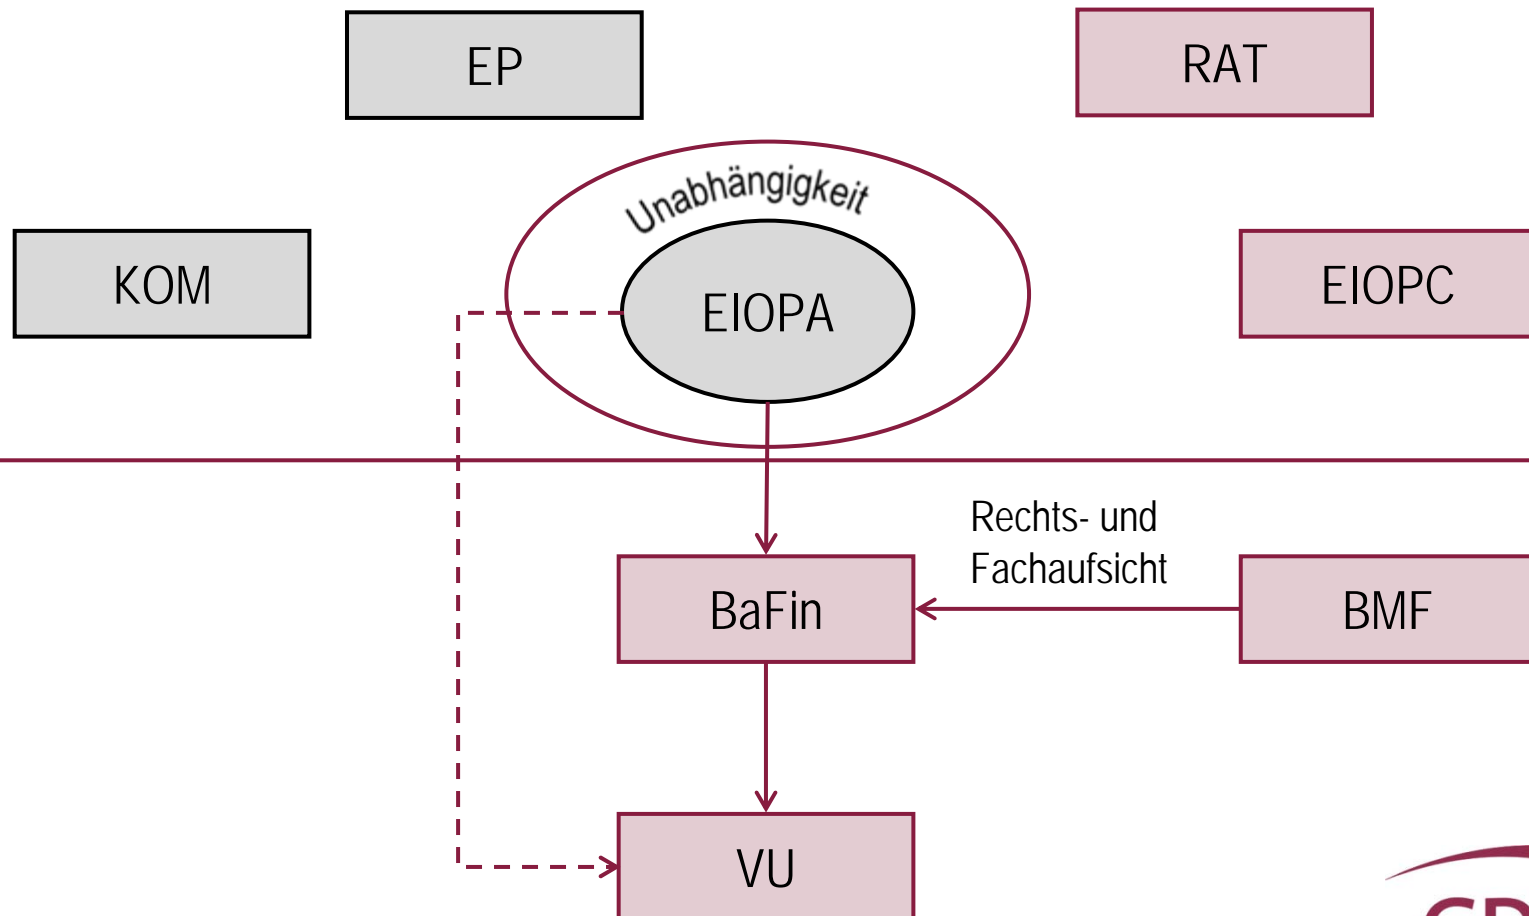 EP
RAT
Unabhängigkeit
KOM
EIOPA
EIOPC
Rechts- und
Fachaufsicht
BaFin
BMF
VU